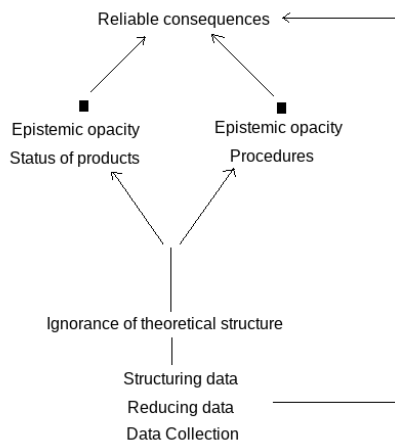 Reliable consequences
Epistemic opacity
Status of products
Epistemic opacity
Procedures
Ignorance of theoretical structure
Structuring data
Reducing data
Data Collection